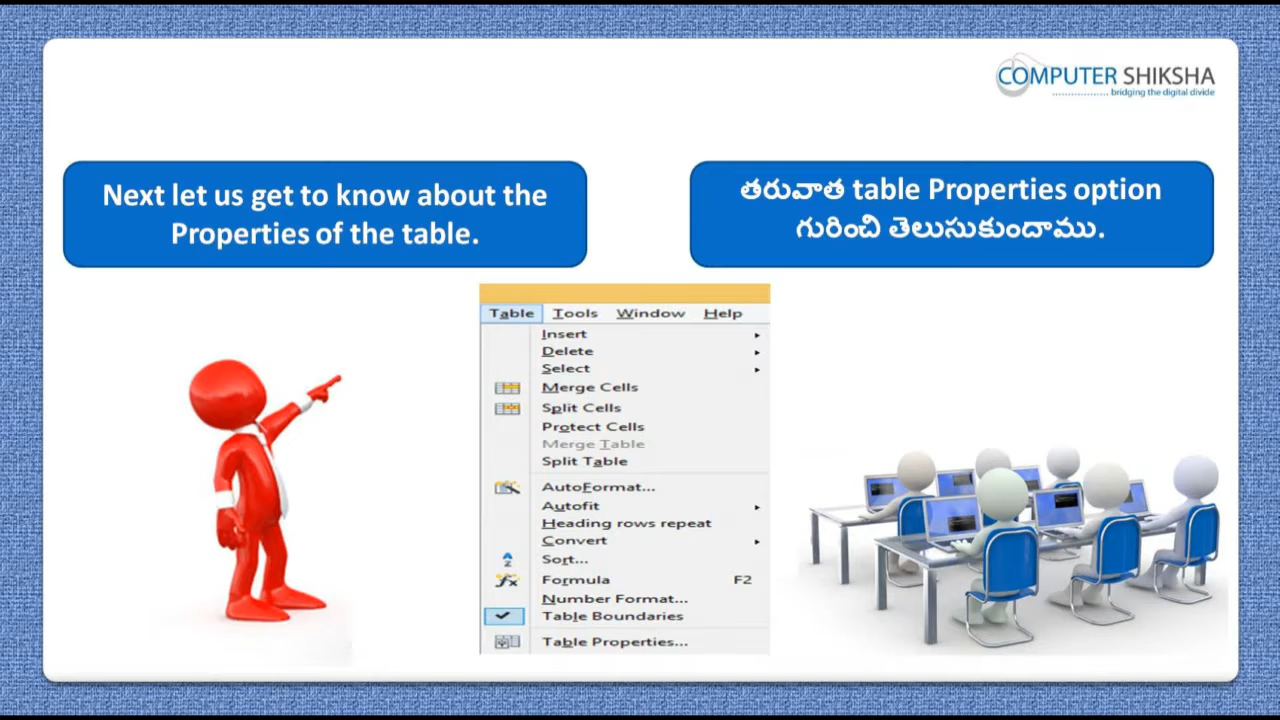 COMPUTER SHIKSHA
bridging the digital divide
Next let us get to know about the
Properties of the table.
తరువాత table Properties option
గురించి తెలుసుకుందాము.
Table Tools Window Help
Insert
Delete
Select
Merge Cells
Split Cells
Protect Cells
Merge Table
Split Table
AutoFormat...
Autofit
Heading rows repeat
Convert
Sort...
Formula F2
Number Format...
Table Boundaries
Table Properties...